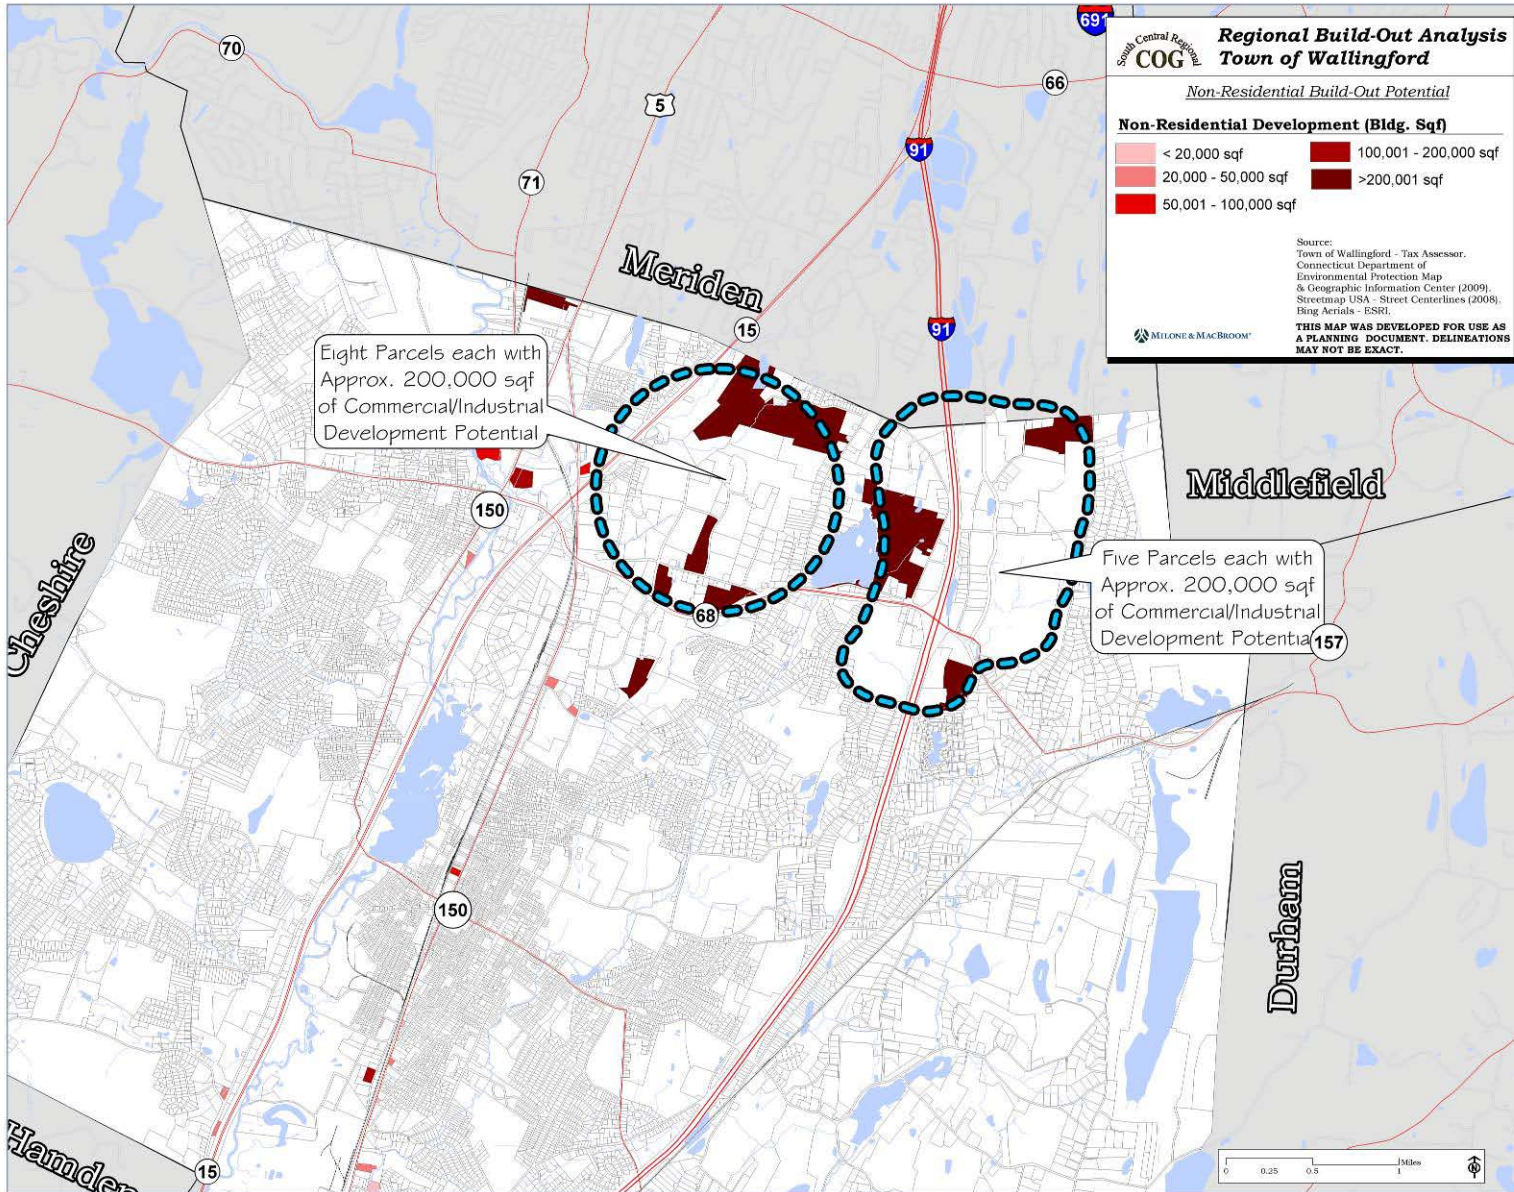 691
South Central Regional
COG
Regional Build-Out Analysis
Town of Wallingford
Non-Residential Build-Out Potential
Non-Residential Development (Bldg. Sqf)
< 20,000 sqf
20,000 - 50,000 sqf
50,001 - 100,000 sqf
100,001 - 200,000 sqf
>200,001 sqf
Source:
Town of Wallingford - Tax Assessor.
Connecticut Department of
Environmental Protection Map
& Geographic Information Center (2009).
Streetmap USA - Street Centerlines (2008).
Bing Aerials - ESRI.
MILONE & MACBROOM®
THIS MAP WAS DEVELOPED FOR USE AS
A PLANNING DOCUMENT. DELINEATIONS
MAY NOT BE EXACT.
70
66
5
91
71
Meriden
15
91
Eight Parcels each with
Approx. 200,000 sqf
of Commercial/Industrial
Development Potential
Middlefield
150
Cheshire
Five Parcels each with
Approx. 200,000 sqf
of Commercial/Industrial
Development Potentia
157
68
150
Durham
Hamden
15
0 0.25 0.5 1 Miles
N